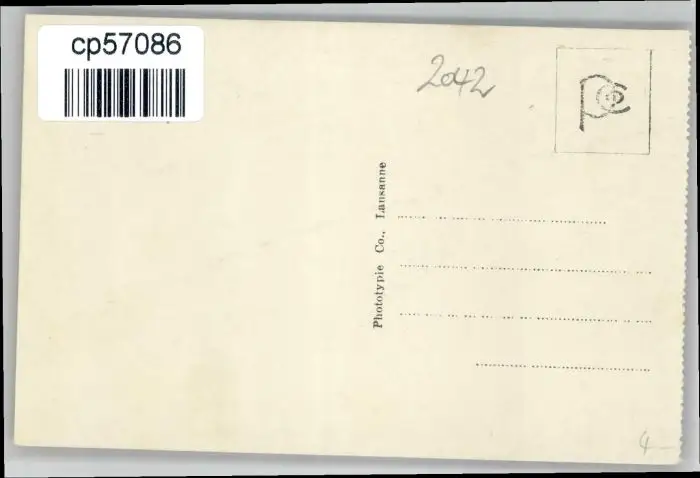 cp57086
2042
Phototypie Co., Lausanne
4 —